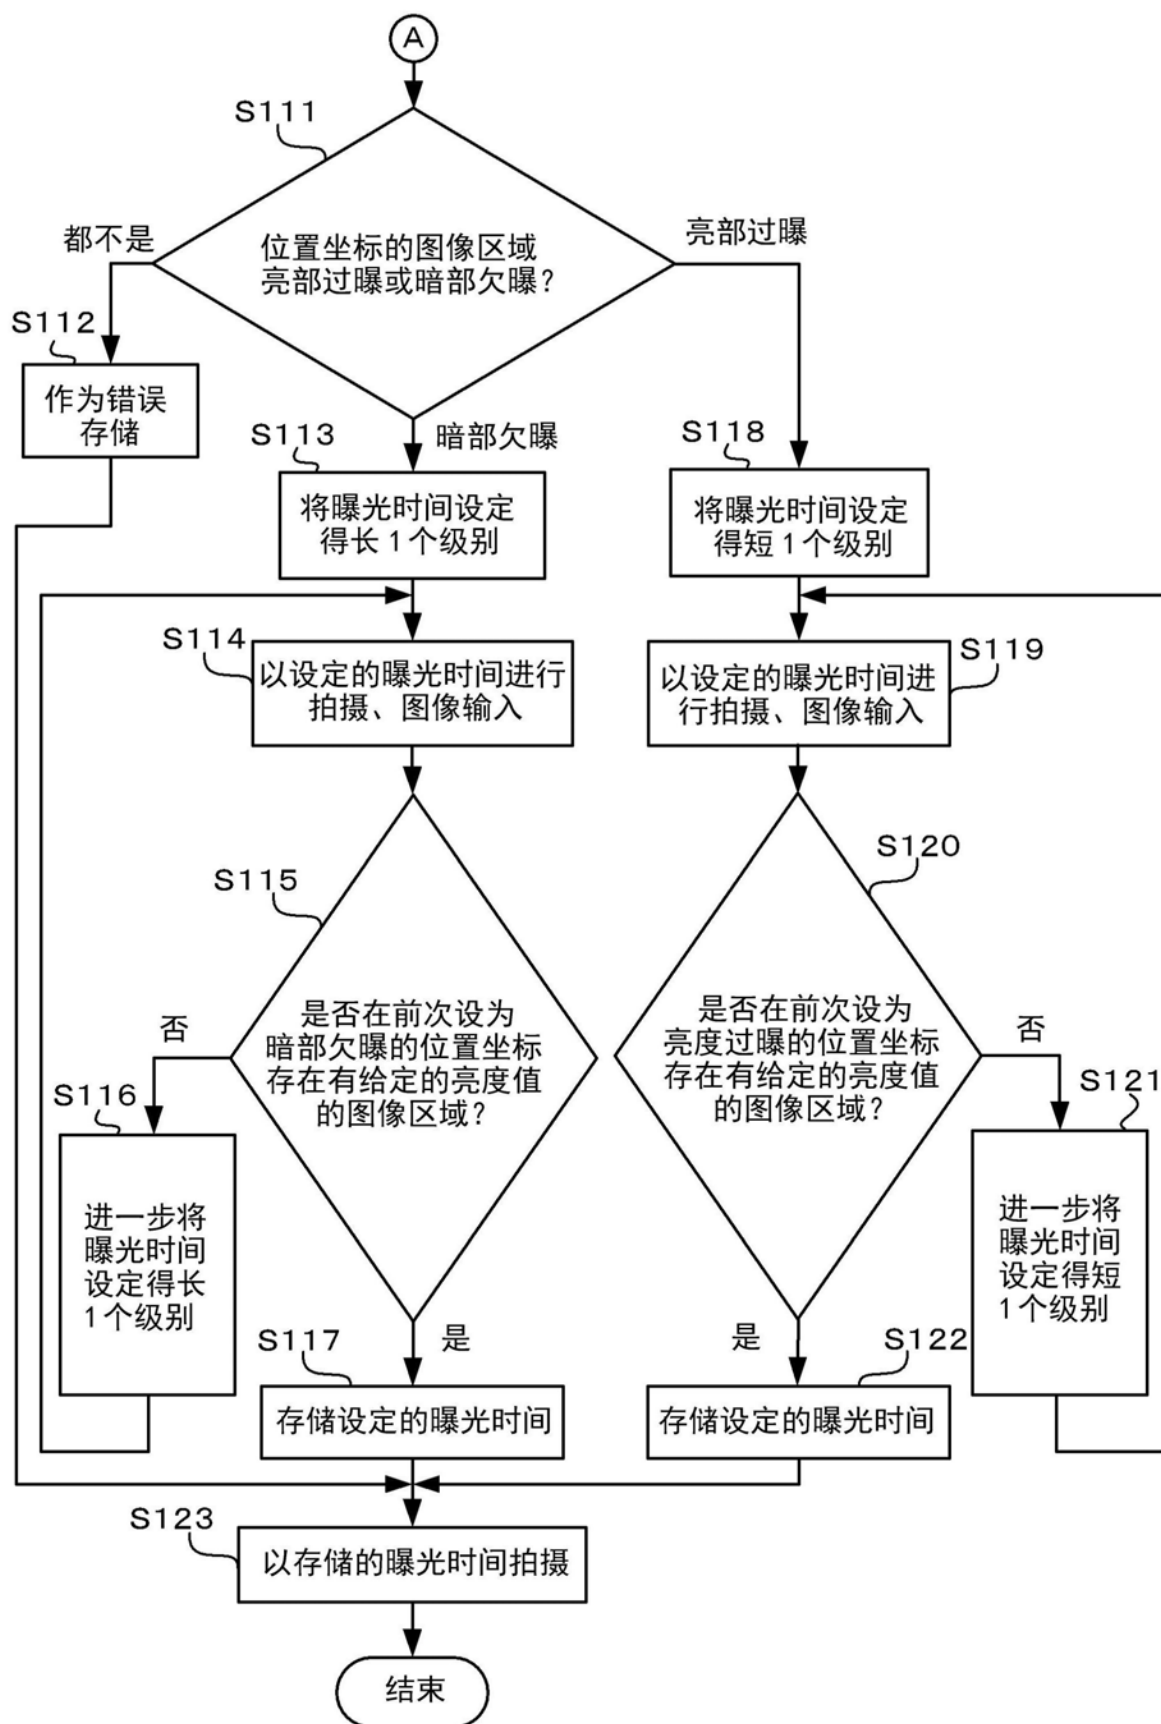 A
S111
都不是
位置坐标的图像区域
亮部过曝或暗部欠曝?
亮部过曝
S112
作为错误
存储
暗部欠曝
S113
将曝光时间设定
得长1个级别
S118
将曝光时间设定
得短1个级别
S114
以设定的曝光时间进行
拍摄、图像输入
S119
以设定的曝光时间进
行拍摄、图像输入
S115
是否在前次设为
暗部欠曝的位置坐标
存在有给定的亮度值
的图像区域?
否
S120
是否在前次设为
亮度过曝的位置坐标
存在有给定的亮度值
的图像区域?
否
S116
进一步将
曝光时间
设定得长
1个级别
S121
进一步将
曝光时间
设定得短
1个级别
是
S117
存储设定的曝光时间
是
S122
存储设定的曝光时间
S123
以存储的曝光时间拍摄
结束